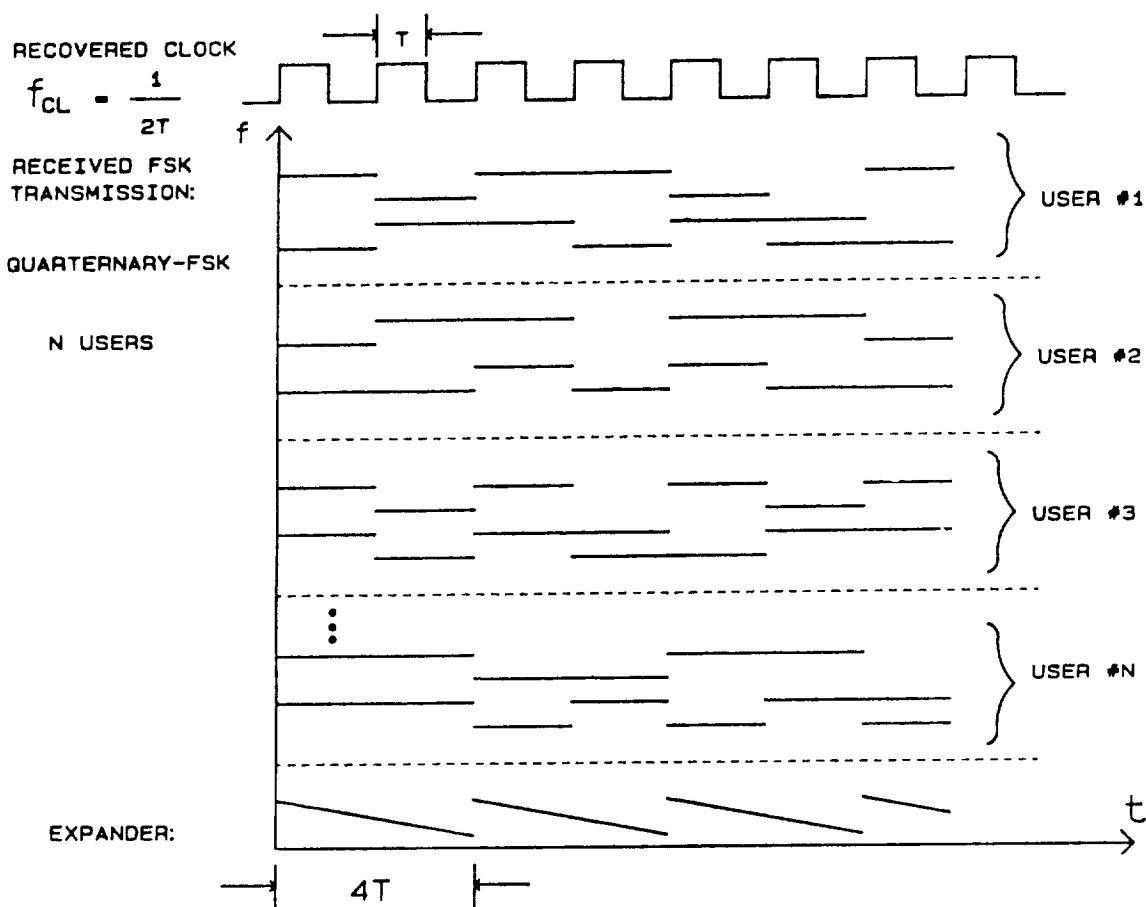 RECOVERED CLOCK
T
f_CL = 1/2T
f
RECEIVED FSK
TRANSMISSION:
USER #1
QUARTERNARY-FSK
N USERS
USER #2
USER #3
USER #N
t
EXPANDER:
4T